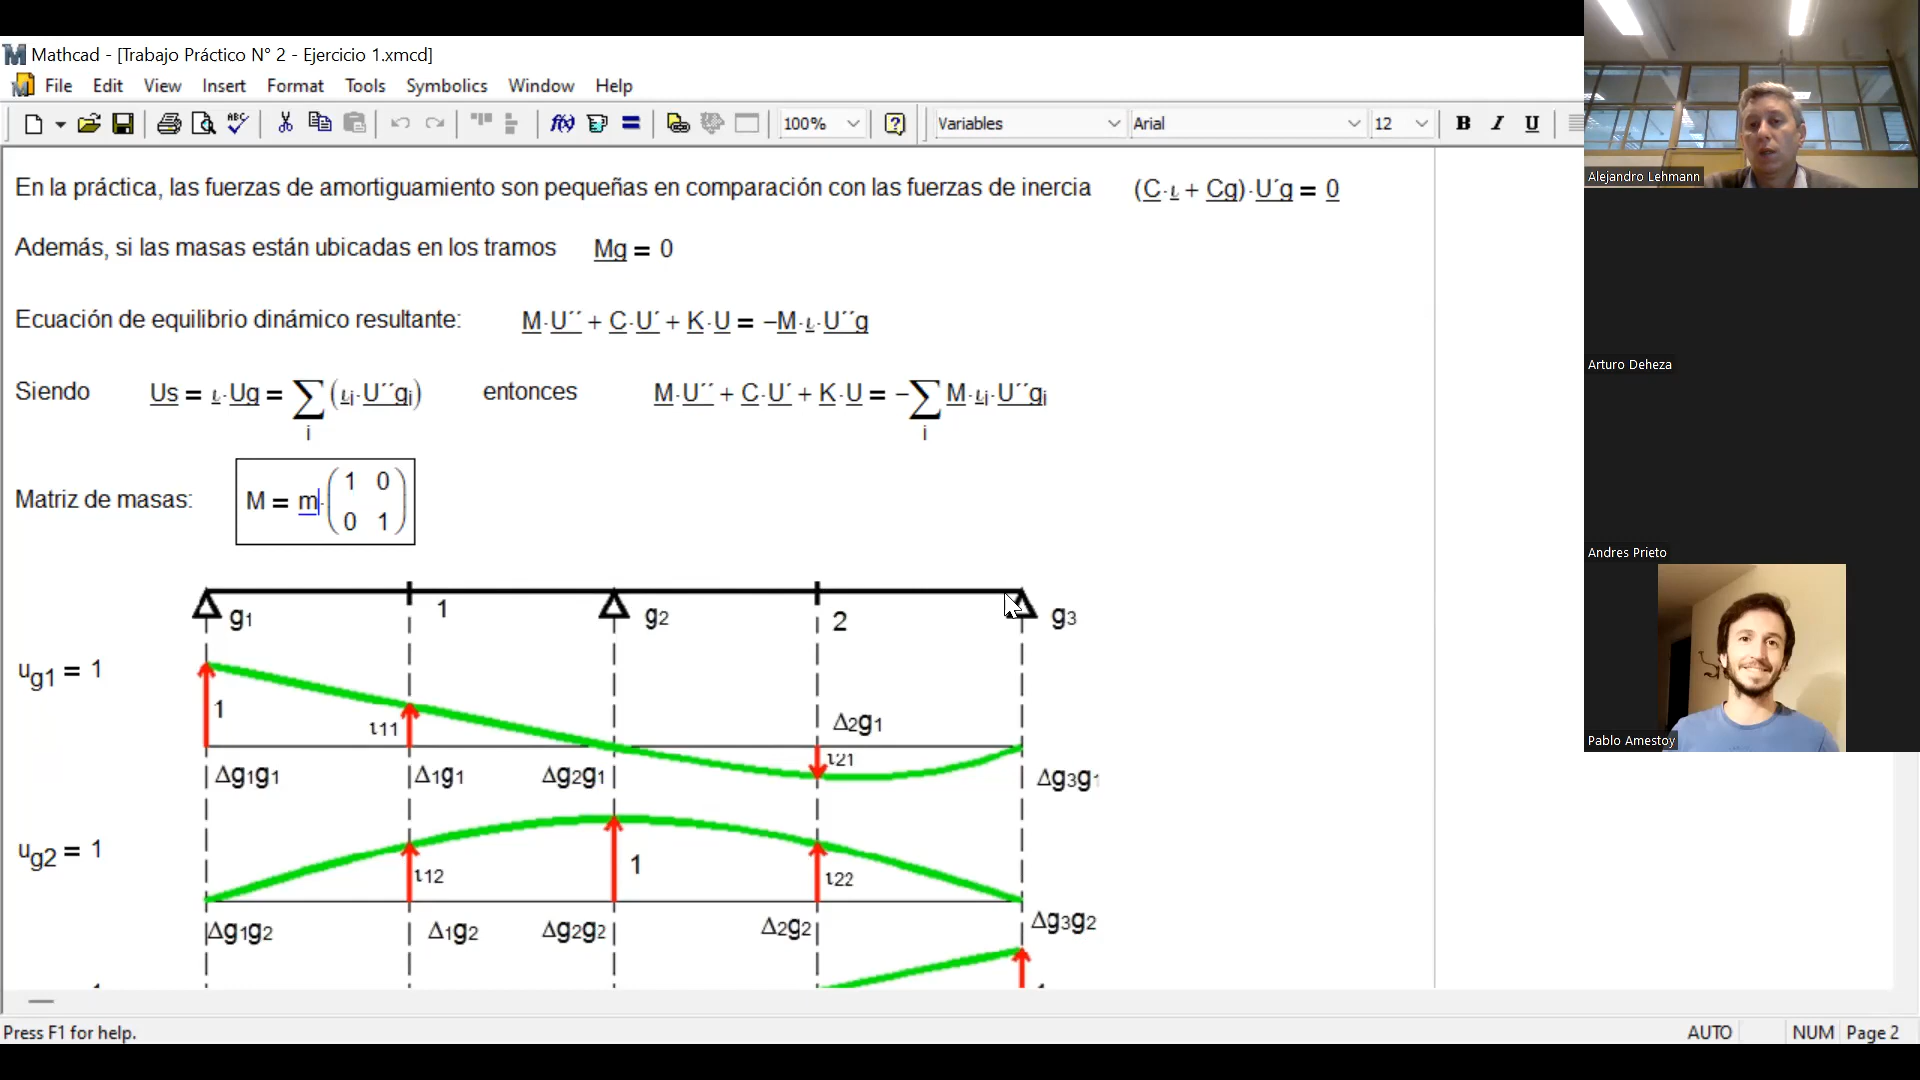 Mathcad - [Trabajo Práctico N° 2 - Ejercicio 1.xmcd]
File Edit View Insert Format Tools Symbolics Window Help
100% Variables Arial 12 B I U
En la práctica, las fuerzas de amortiguamiento son pequeñas en comparación con las fuerzas de inercia (C·ι + Cg)·U´g = 0
Además, si las masas están ubicadas en los tramos Mg = 0
Ecuación de equilibrio dinámico resultante: M·U´´ + C·U´ + K·U = −M·ι·U´´g
Siendo Us = ι·Ug = ∑i (ιi·U´´gi) entonces M·U´´ + C·U´ + K·U = −∑i M·ιi·U´´gi
Matriz de masas: M = m·(1 0
0 1)
g1 1 g2 2 g3
ug1 = 1
1 ι11 Δ2g1
ι21
Δg1g1 Δ1g1 Δg2g1 Δg3g1
ug2 = 1
ι12 1 ι22
Δg1g2 Δ1g2 Δg2g2 Δ2g2 Δg3g2
Press F1 for help. AUTO NUM Page 2
Alejandro Lehmann
Arturo Deheza
Andres Prieto
Pablo Amestoy